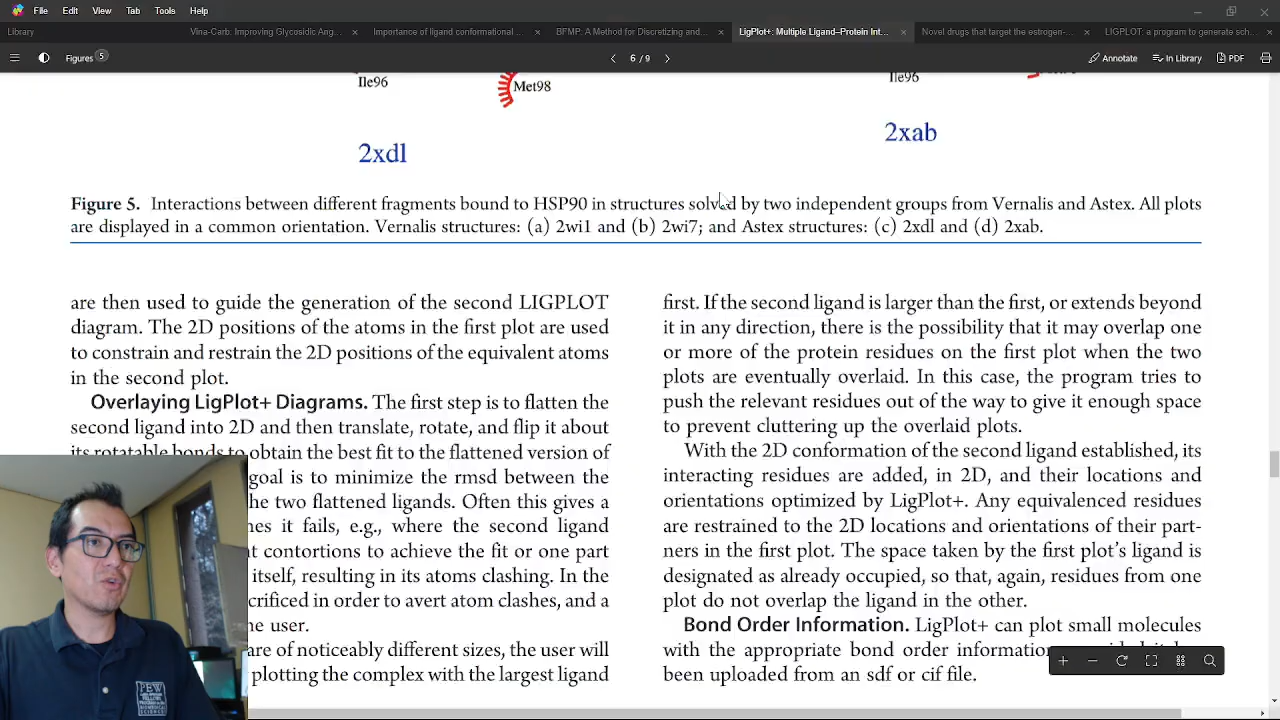 File Edit View Tools Help
Library
Vina-Carb: Improving Glycosidic Ang...
Importance of ligand conformational...
BFMP: A Method for Discretizing and...
LigPlot+: Multiple Ligand–Protein Int...
Novel drugs that target the estrogen-...
LIGPLOT: a program to generate sch...
Figures 5
6 / 9
Annotate
In Library
PDF
Ile96
Met98
Ile96
2xdl
2xab
Figure 5. Interactions between different fragments bound to HSP90 in structures solved by two independent groups from Vernalis and Astex. All plots
are displayed in a common orientation. Vernalis structures: (a) 2wi1 and (b) 2wi7; and Astex structures: (c) 2xdl and (d) 2xab.
are then used to guide the generation of the second LIGPLOT
diagram. The 2D positions of the atoms in the first plot are used
to constrain and restrain the 2D positions of the equivalent atoms
in the second plot.
Overlaying LigPlot+ Diagrams. The first step is to flatten the
second ligand into 2D and then translate, rotate, and flip it about
its rotatable bonds to obtain the best fit to the flattened version of
goal is to minimize the rmsd between the
he two flattened ligands. Often this gives a
nes it fails, e.g., where the second ligand
t contortions to achieve the fit or one part
itself, resulting in its atoms clashing. In the
crificed in order to avert atom clashes, and a
ne user.
are of noticeably different sizes, the user will
plotting the complex with the largest ligand
first. If the second ligand is larger than the first, or extends beyond
it in any direction, there is the possibility that it may overlap one
or more of the protein residues on the first plot when the two
plots are eventually overlaid. In this case, the program tries to
push the relevant residues out of the way to give it enough space
to prevent cluttering up the overlaid plots.
With the 2D conformation of the second ligand established, its
interacting residues are added, in 2D, and their locations and
orientations optimized by LigPlot+. Any equivalenced residues
are restrained to the 2D locations and orientations of their part-
ners in the first plot. The space taken by the first plot's ligand is
designated as already occupied, so that, again, residues from one
plot do not overlap the ligand in the other.
Bond Order Information. LigPlot+ can plot small molecules
with the appropriate bond order information
been uploaded from an sdf or cif file.
PEW